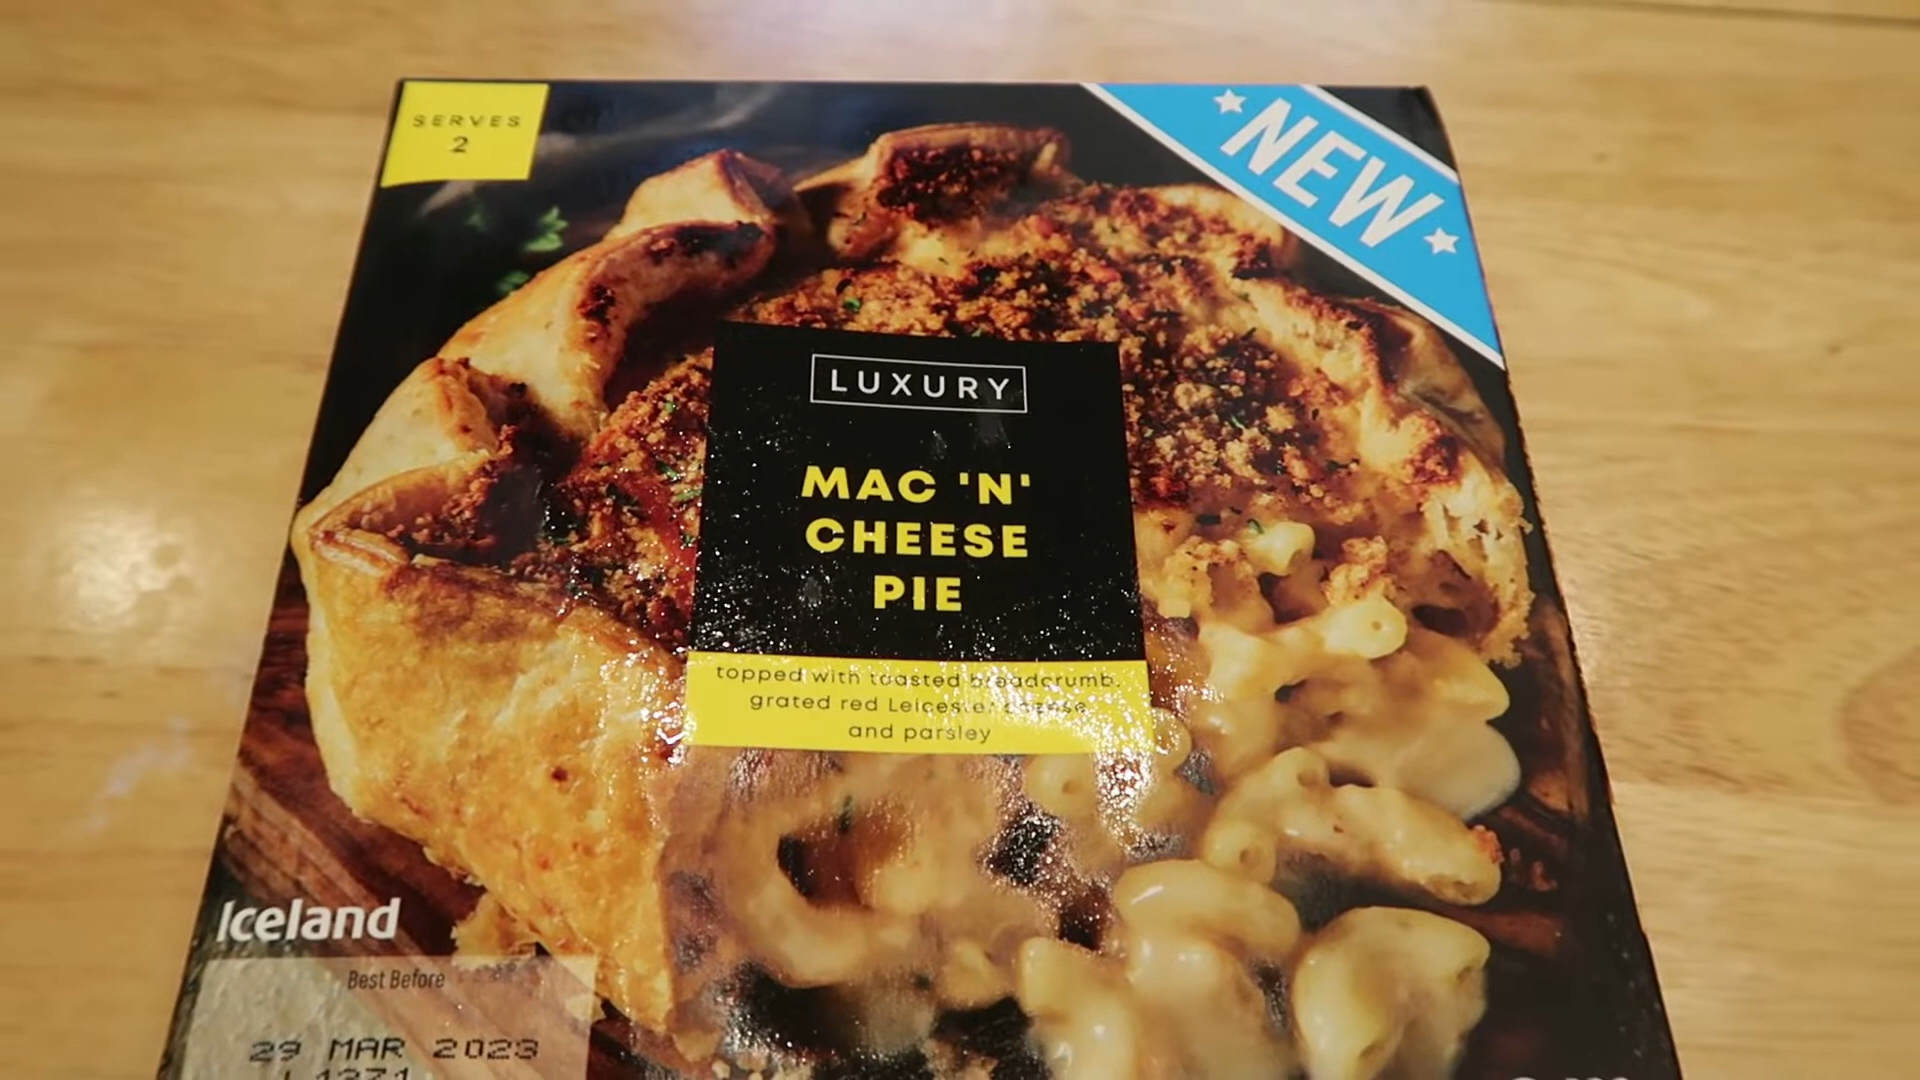 SERVES
2
NEW
LUXURY
MAC 'N'
CHEESE
PIE
topped with toasted breadcrumb,
grated red Leicester cheese
and parsley
Iceland
Best Before
29 MAR 2023